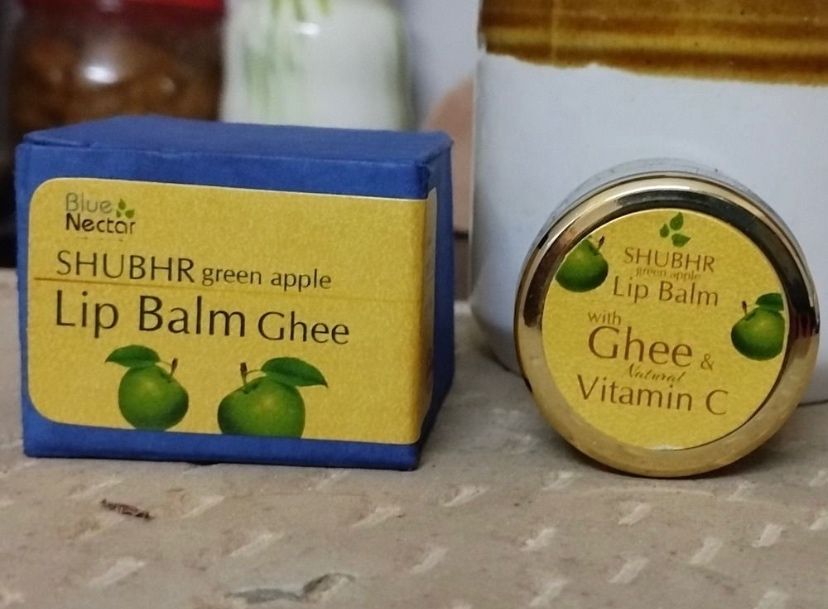 Blue
Nectar
SHUBHR green apple
Lip Balm Ghee
SHUBHR
green apple
Lip Balm
with
Ghee &
Natural
Vitamin C